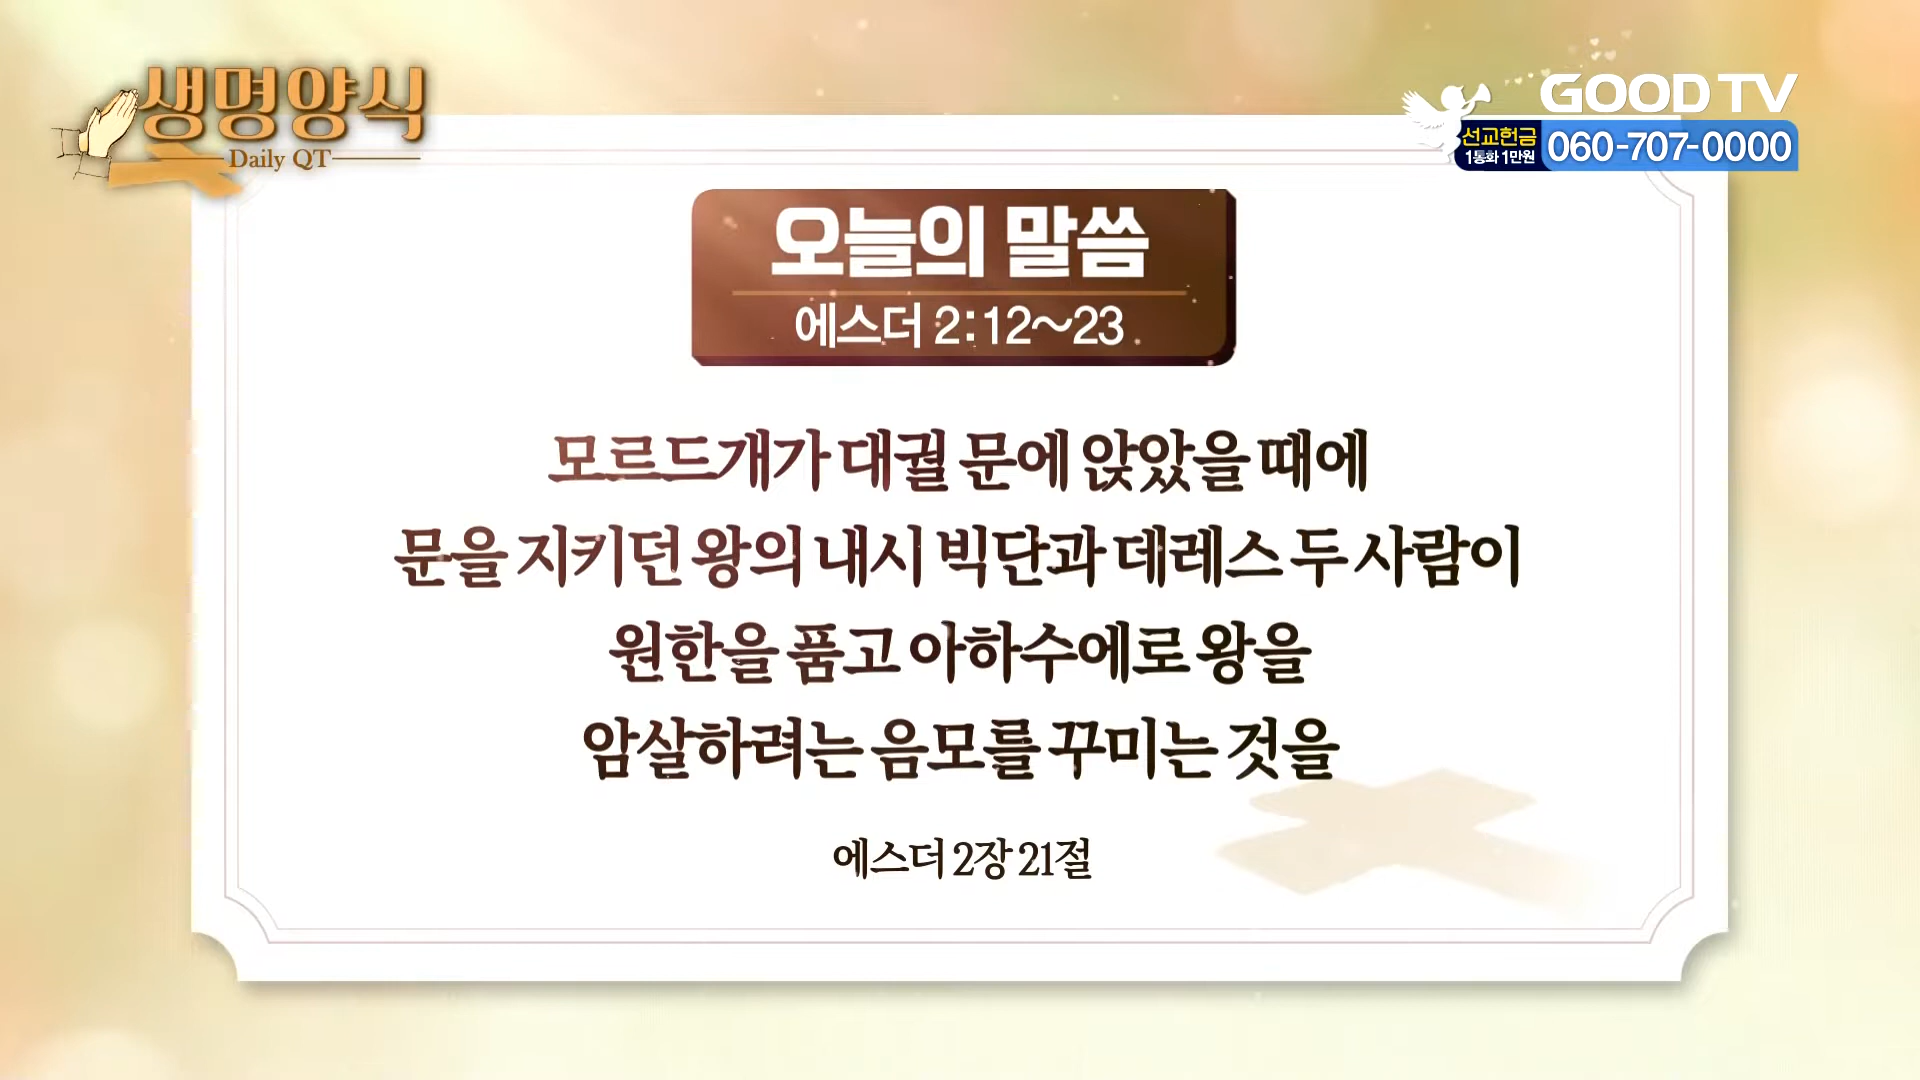 생명양식
Daily QT
GOODTV
선교헌금
1통화 1만원
060-707-0000
오늘의 말씀
에스더 2:12~23
모르드개가 대궐 문에 앉았을 때에
문을 지키던 왕의 내시 빅단과 데레스 두 사람이
원한을 품고 아하수에로 왕을
암살하려는 음모를 꾸미는 것을
에스더 2장 21절